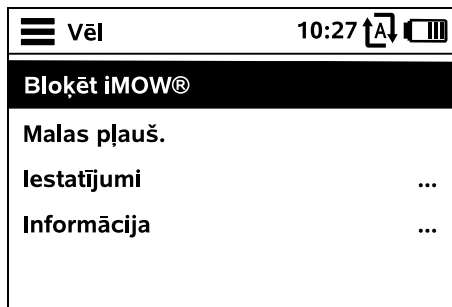 Vēl 10:27 A
Bloķēt iMOW®
Malas pļauš.
Iestatījumi ...
Informācija ...